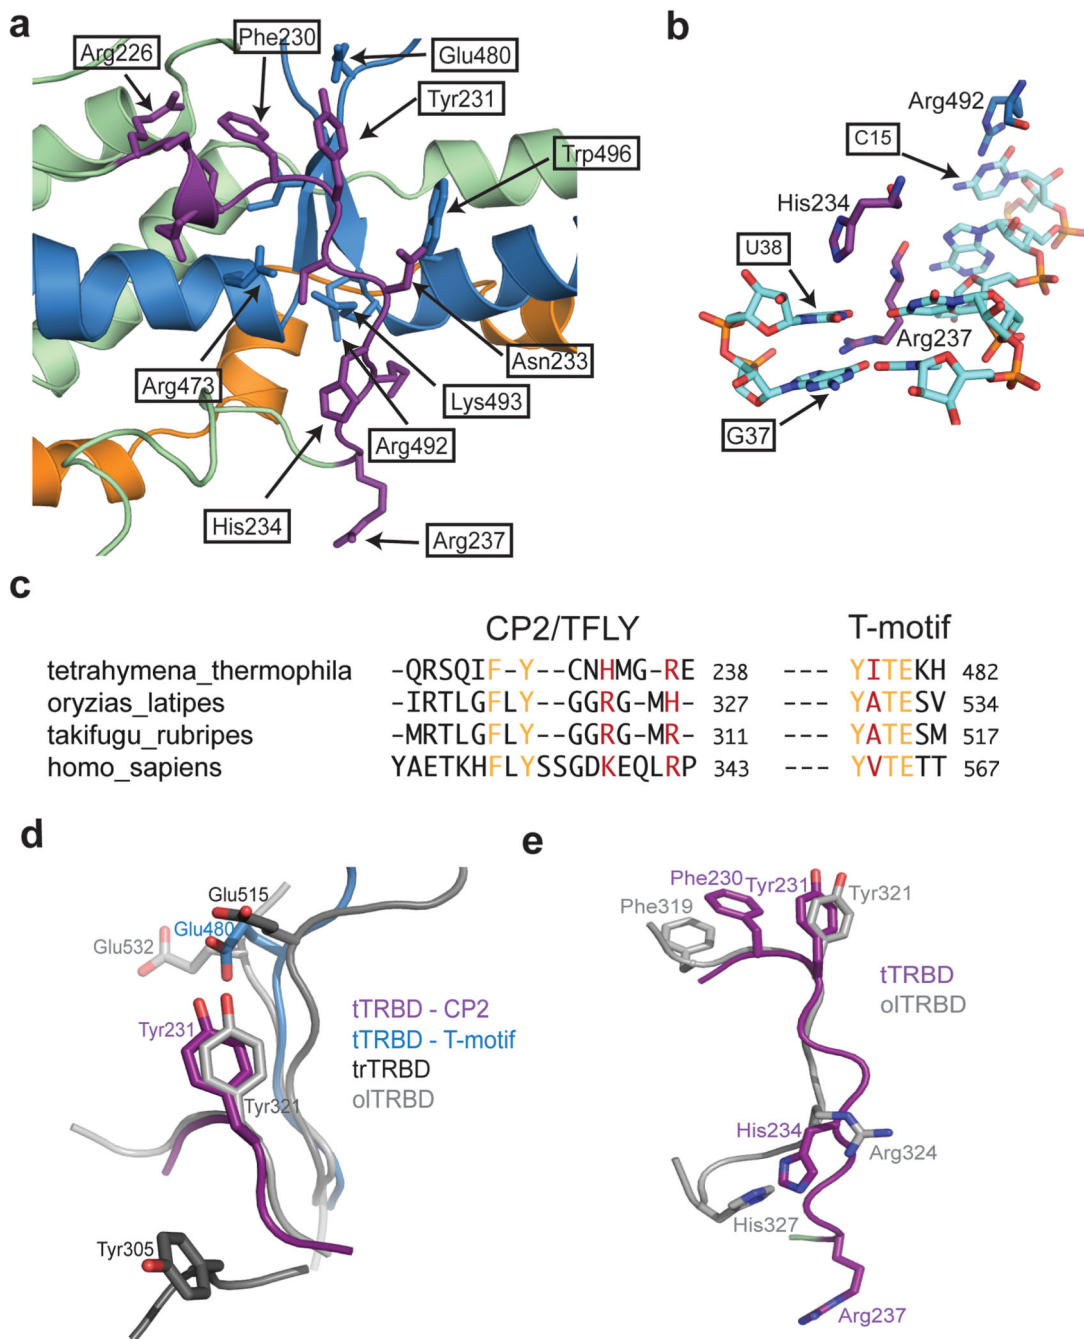 a
Arg226
Phe230
Glu480
Tyr231
Trp496
Asn233
Arg473
Lys493
Arg492
His234
Arg237
b
Arg492
C15
His234
U38
Arg237
G37
c
CP2/TFLY T-motif
tetrahymena_thermophila -QRSQIF-Y--CNHMG-RE 238 --- YITEKH 482
oryzias_latipes -IRTLGFLY--GGRG-MH- 327 --- YATESV 534
takifugu_rubripes -MRTLGFLY--GGRG-MR- 311 --- YATESM 517
homo_sapiens YAETKHFLYSSGDKEQLRP 343 --- YVTETT 567
d
Glu515
Glu480
Glu532
Tyr231
Tyr321
Tyr305
tTRBD - CP2
tTRBD - T-motif
trTRBD
olTRBD
e
Phe230
Tyr231
Tyr321
Phe319
tTRBD
olTRBD
His234
Arg324
His327
Arg237